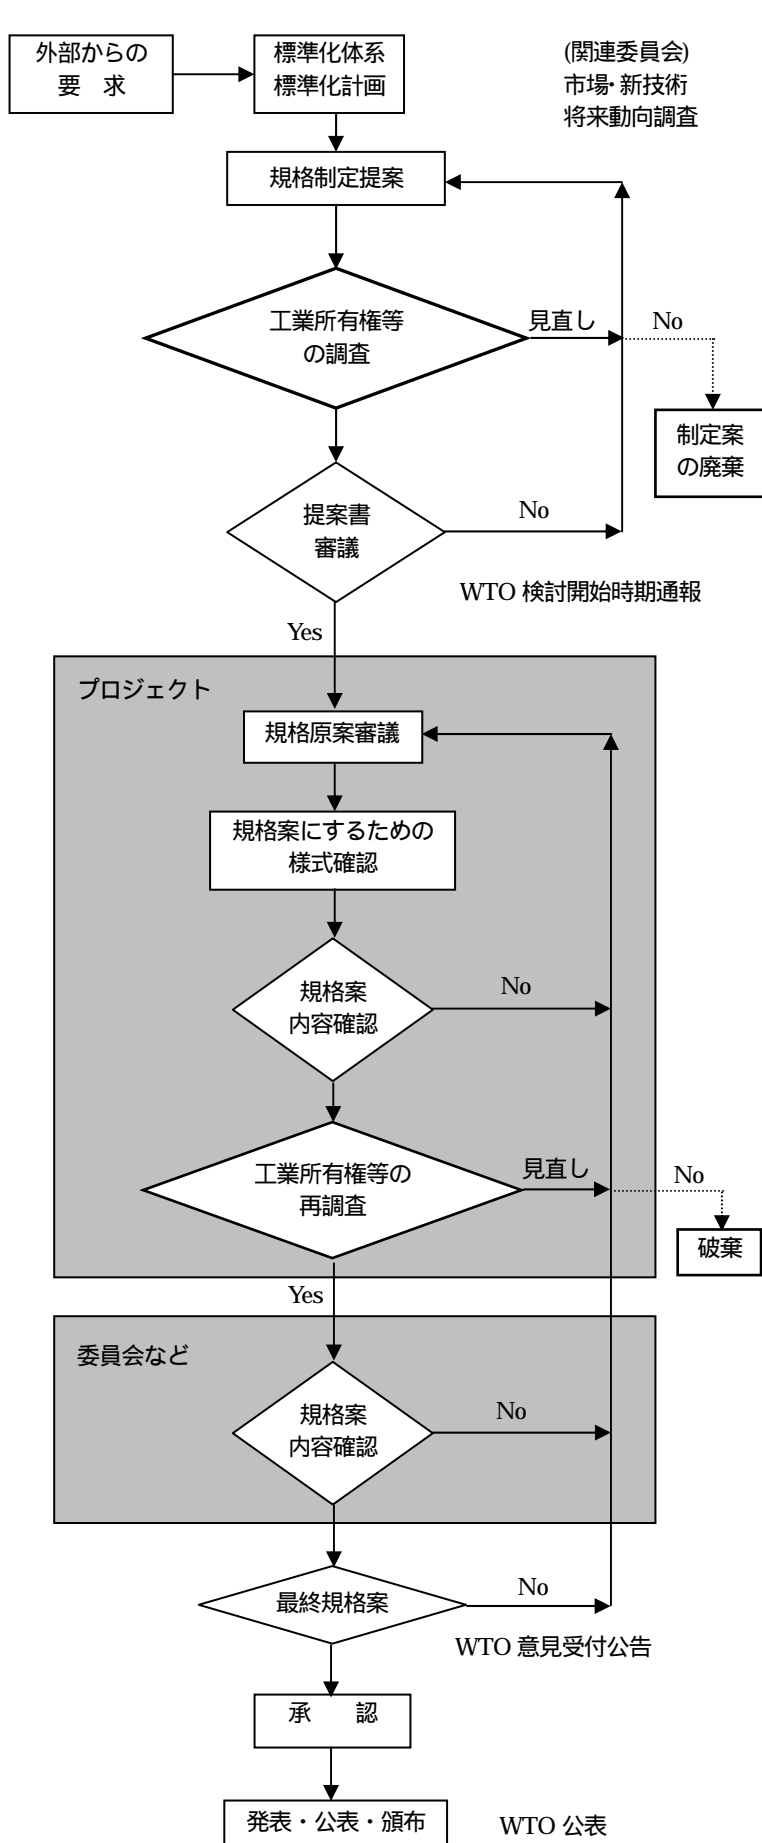 外部からの
要 求
標準化体系
標準化計画
(関連委員会)
市場・新技術
将来動向調査
規格制定提案
工業所有権等
の調査
見直し
No
制定案
の廃棄
提案書
審議
No
WTO 検討開始時期通報
Yes
プロジェクト
規格原案審議
規格案にするための
様式確認
規格案
内容確認
No
工業所有権等の
再調査
見直し
No
破棄
Yes
委員会など
規格案
内容確認
No
最終規格案
No
WTO 意見受付公告
承 認
発表・公表・頒布
WTO 公表